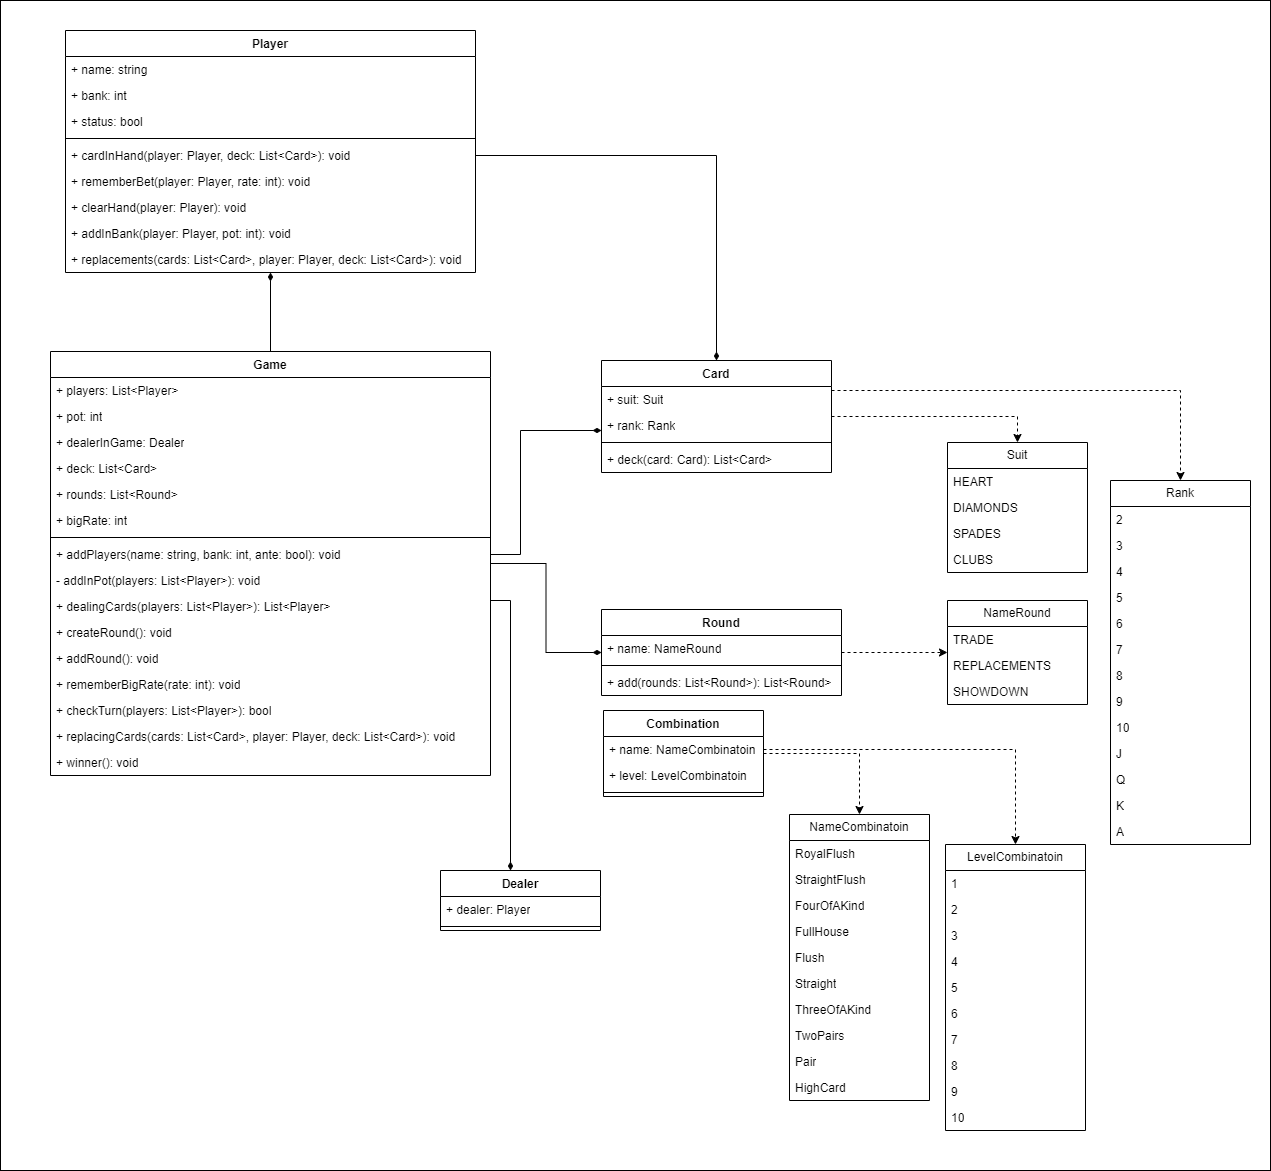 Player
+ name: string
+ bank: int
+ status: bool
+ cardInHand(player: Player, deck: List<Card>): void
+ rememberBet(player: Player, rate: int): void
+ clearHand(player: Player): void
+ addInBank(player: Player, pot: int): void
+ replacements(cards: List<Card>, player: Player, deck: List<Card>): void
Game
+ players: List<Player>
+ pot: int
+ dealerInGame: Dealer
+ deck: List<Card>
+ rounds: List<Round>
+ bigRate: int
+ addPlayers(name: string, bank: int, ante: bool): void
- addInPot(players: List<Player>): void
+ dealingCards(players: List<Player>): List<Player>
+ createRound(): void
+ addRound(): void
+ rememberBigRate(rate: int): void
+ checkTurn(players: List<Player>): bool
+ replacingCards(cards: List<Card>, player: Player, deck: List<Card>): void
+ winner(): void
Card
+ suit: Suit
+ rank: Rank
+ deck(card: Card): List<Card>
Suit
HEART
DIAMONDS
SPADES
CLUBS
Rank
2
3
4
5
6
7
8
9
10
J
Q
K
A
Round
+ name: NameRound
+ add(rounds: List<Round>): List<Round>
NameRound
TRADE
REPLACEMENTS
SHOWDOWN
Combination
+ name: NameCombinatoin
+ level: LevelCombinatoin
NameCombinatoin
RoyalFlush
StraightFlush
FourOfAKind
FullHouse
Flush
Straight
ThreeOfAKind
TwoPairs
Pair
HighCard
LevelCombinatoin
1
2
3
4
5
6
7
8
9
10
Dealer
+ dealer: Player